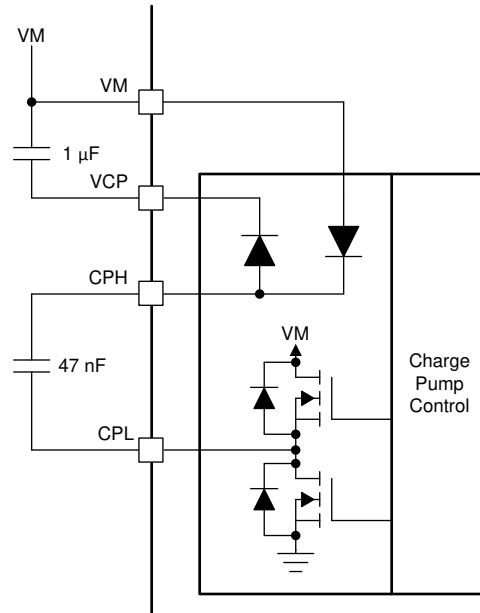 VM
VM
1 µF
VCP
CPH
VM
47 nF
Charge
Pump
Control
CPL